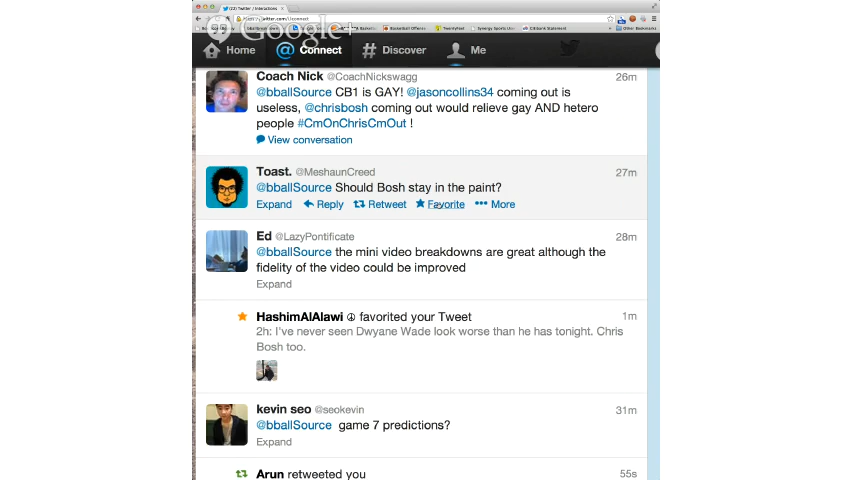 (22) Twitter / Interactions
Google+
Home
Connect
Discover
Me
Coach Nick @CoachNickswagg 26m
@bballSource CB1 is GAY! @jasoncollins34 coming out is
useless, @chrisbosh coming out would relieve gay AND hetero
people #CmOnChrisCmOut !
View conversation
Toast. @MeshaunCreed 27m
@bballSource Should Bosh stay in the paint?
Expand Reply Retweet Favorite More
Ed @LazyPontificate 28m
@bballSource the mini video breakdowns are great although the
fidelity of the video could be improved
Expand
HashimAlAlawi ☮ favorited your Tweet 1m
2h: I've never seen Dwyane Wade look worse than he has tonight. Chris
Bosh too.
kevin seo @seokevin 31m
@bballSource game 7 predictions?
Expand
Arun retweeted you 55s